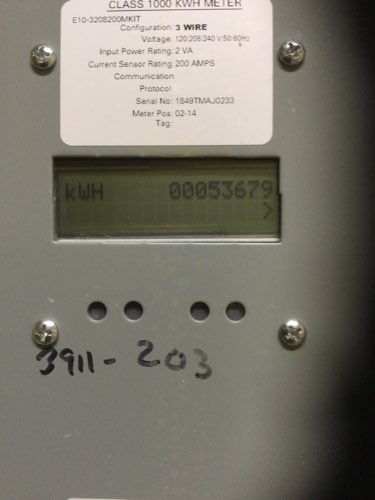 CLASS 1000 KWH METER
E10-3208200MKIT
Configuration: 3 WIRE
Voltage: 120:208:240 V:50:60Hz
Input Power Rating: 2 VA
Current Sensor Rating: 200 AMPS
Communication
Protocol:
Serial No: 1849TMAJ0233
Meter Pos: 02-14
Tag:
kWH 00053679
>
3911-203